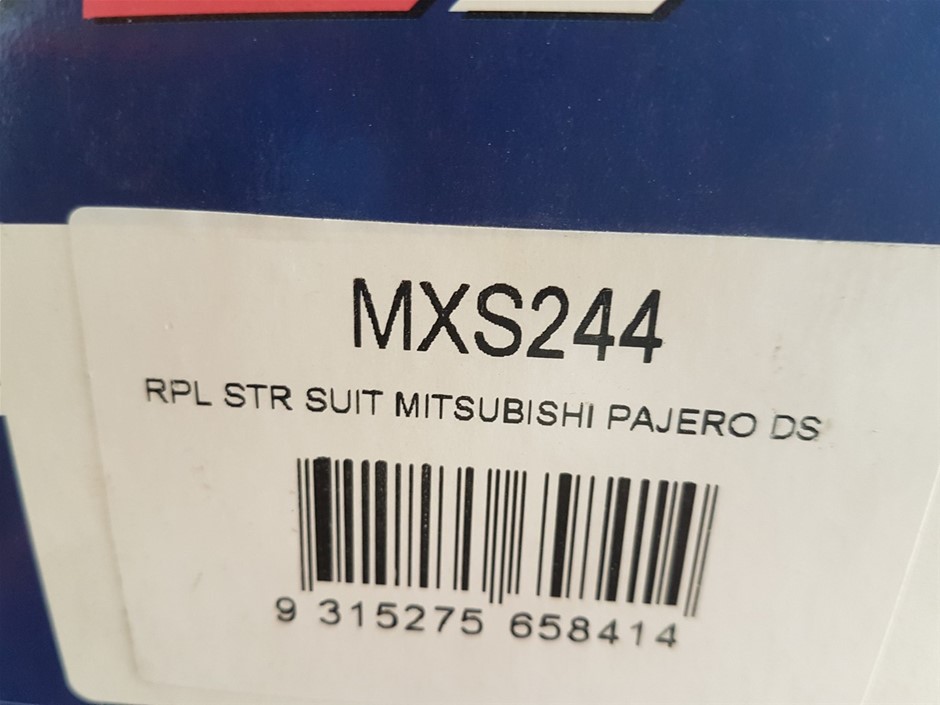 MXS244
RPL STR SUIT MITSUBISHI PAJERO DS
9 315275 658414